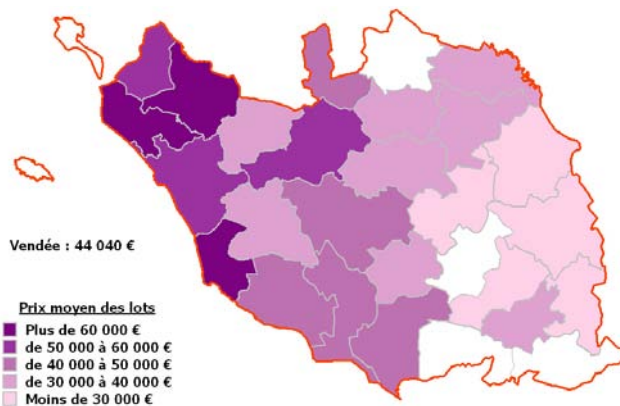 Vendée : 44 040 €
Prix moyen des lots
Plus de 60 000 €
de 50 000 à 60 000 €
de 40 000 à 50 000 €
de 30 000 à 40 000 €
Moins de 30 000 €